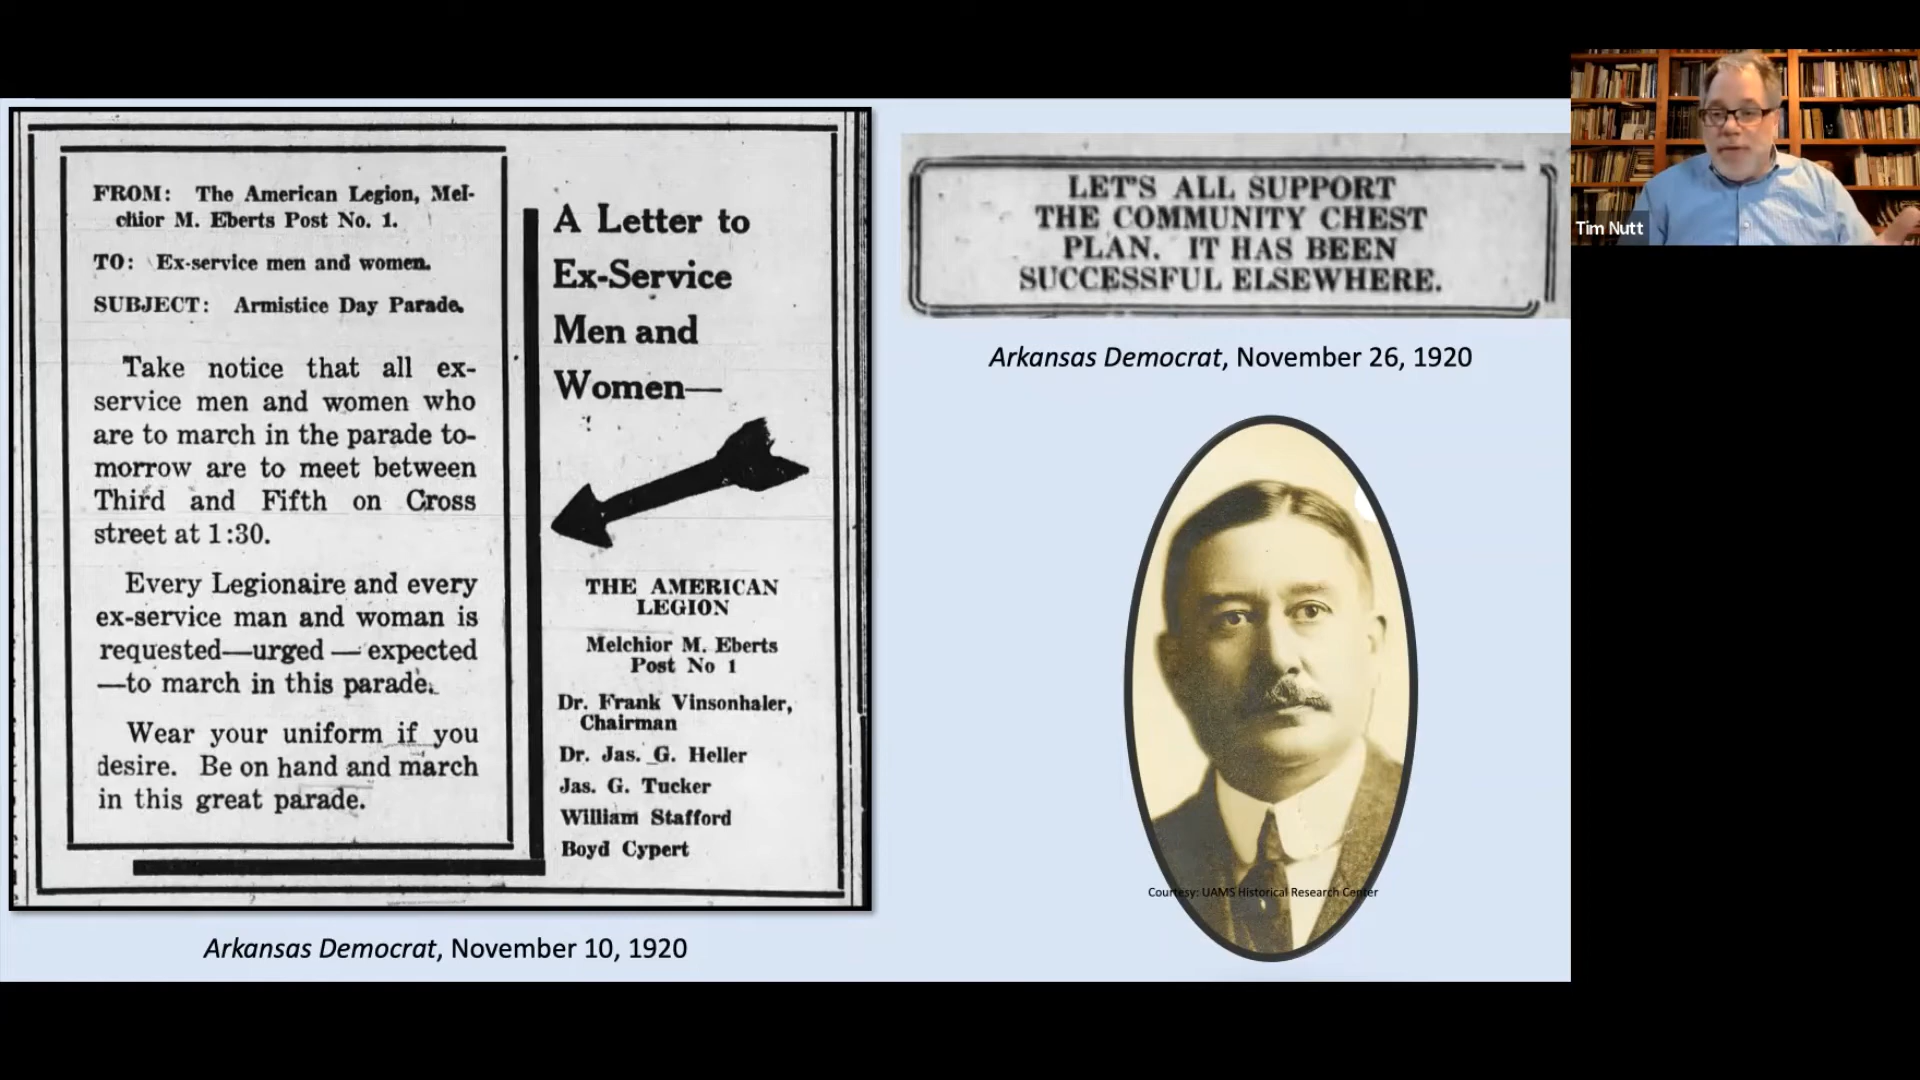 FROM: The American Legion, Mel-
chior M. Eberts Post No. 1.
TO: Ex-service men and women.
SUBJECT: Armistice Day Parade.
Take notice that all ex-
service men and women who
are to march in the parade to-
morrow are to meet between
Third and Fifth on Cross
street at 1:30.
Every Legionaire and every
ex-service man and woman is
requested—urged—expected
—to march in this parade.
Wear your uniform if you
desire. Be on hand and march
in this great parade.
A Letter to
Ex-Service
Men and
Women—
THE AMERICAN
LEGION
Melchior M. Eberts
Post No 1
Dr. Frank Vinsonhaler,
Chairman
Dr. Jas. G. Heller
Jas. G. Tucker
William Stafford
Boyd Cypert
Arkansas Democrat, November 10, 1920
LET'S ALL SUPPORT
THE COMMUNITY CHEST
PLAN. IT HAS BEEN
SUCCESSFUL ELSEWHERE.
Arkansas Democrat, November 26, 1920
Courtesy: UAMS Historical Research Center
Tim Nutt